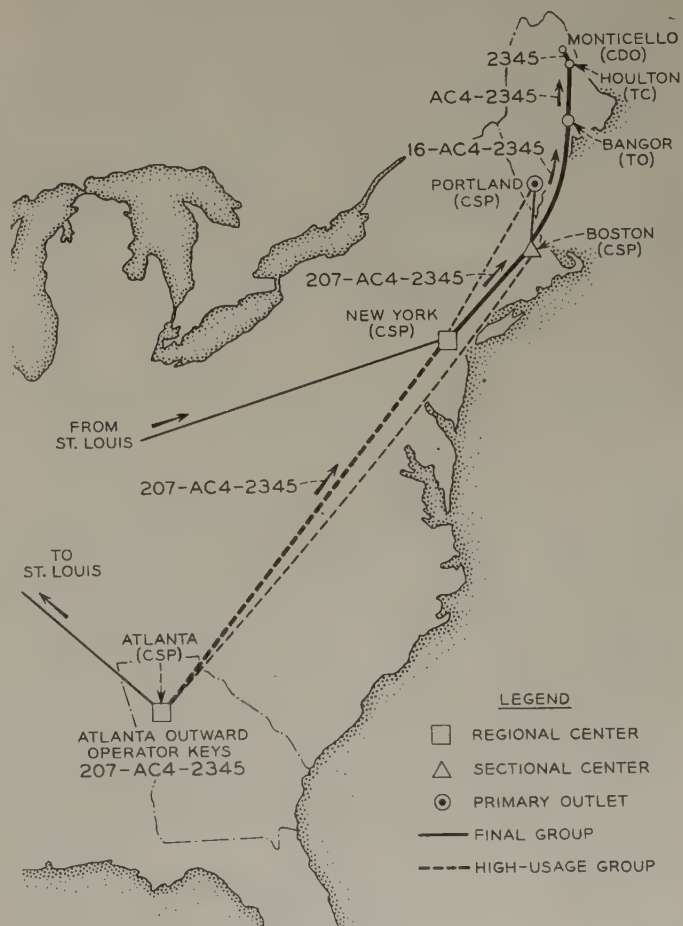 MONTICELLO
(CDO)
2345
HOULTON
(TC)
AC4-2345
BANGOR
(TO)
16-AC4-2345
PORTLAND
(CSP)
BOSTON
(CSP)
207-AC4-2345
NEW YORK
(CSP)
FROM
ST. LOUIS
207-AC4-2345
TO
ST. LOUIS
ATLANTA
(CSP)
ATLANTA OUTWARD
OPERATOR KEYS
207-AC4-2345
LEGEND
REGIONAL CENTER
SECTIONAL CENTER
PRIMARY OUTLET
FINAL GROUP
HIGH-USAGE GROUP